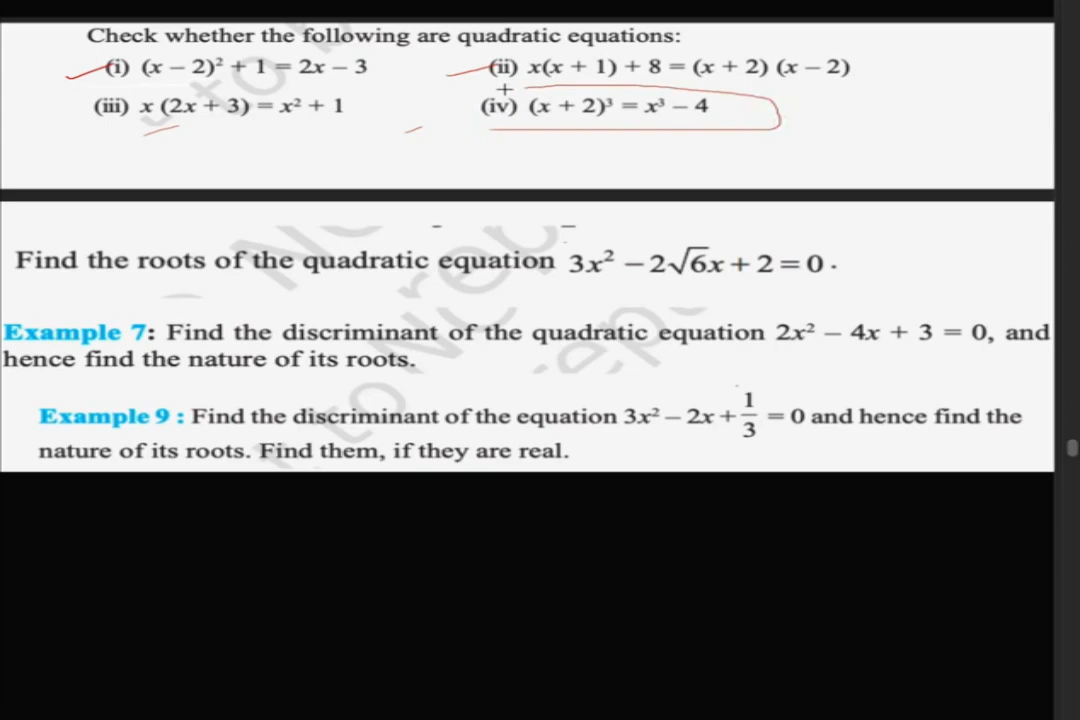 Check whether the following are quadratic equations:
(i) (x – 2)² + 1 = 2x – 3 (ii) x(x + 1) + 8 = (x + 2) (x – 2)
(iii) x (2x + 3) = x² + 1 (iv) (x + 2)³ = x³ – 4
Find the roots of the quadratic equation 3x² – 2√6x + 2 = 0 .
Example 7: Find the discriminant of the quadratic equation 2x² – 4x + 3 = 0, and
hence find the nature of its roots.
Example 9 : Find the discriminant of the equation 3x² – 2x + 1/3 = 0 and hence find the
nature of its roots. Find them, if they are real.